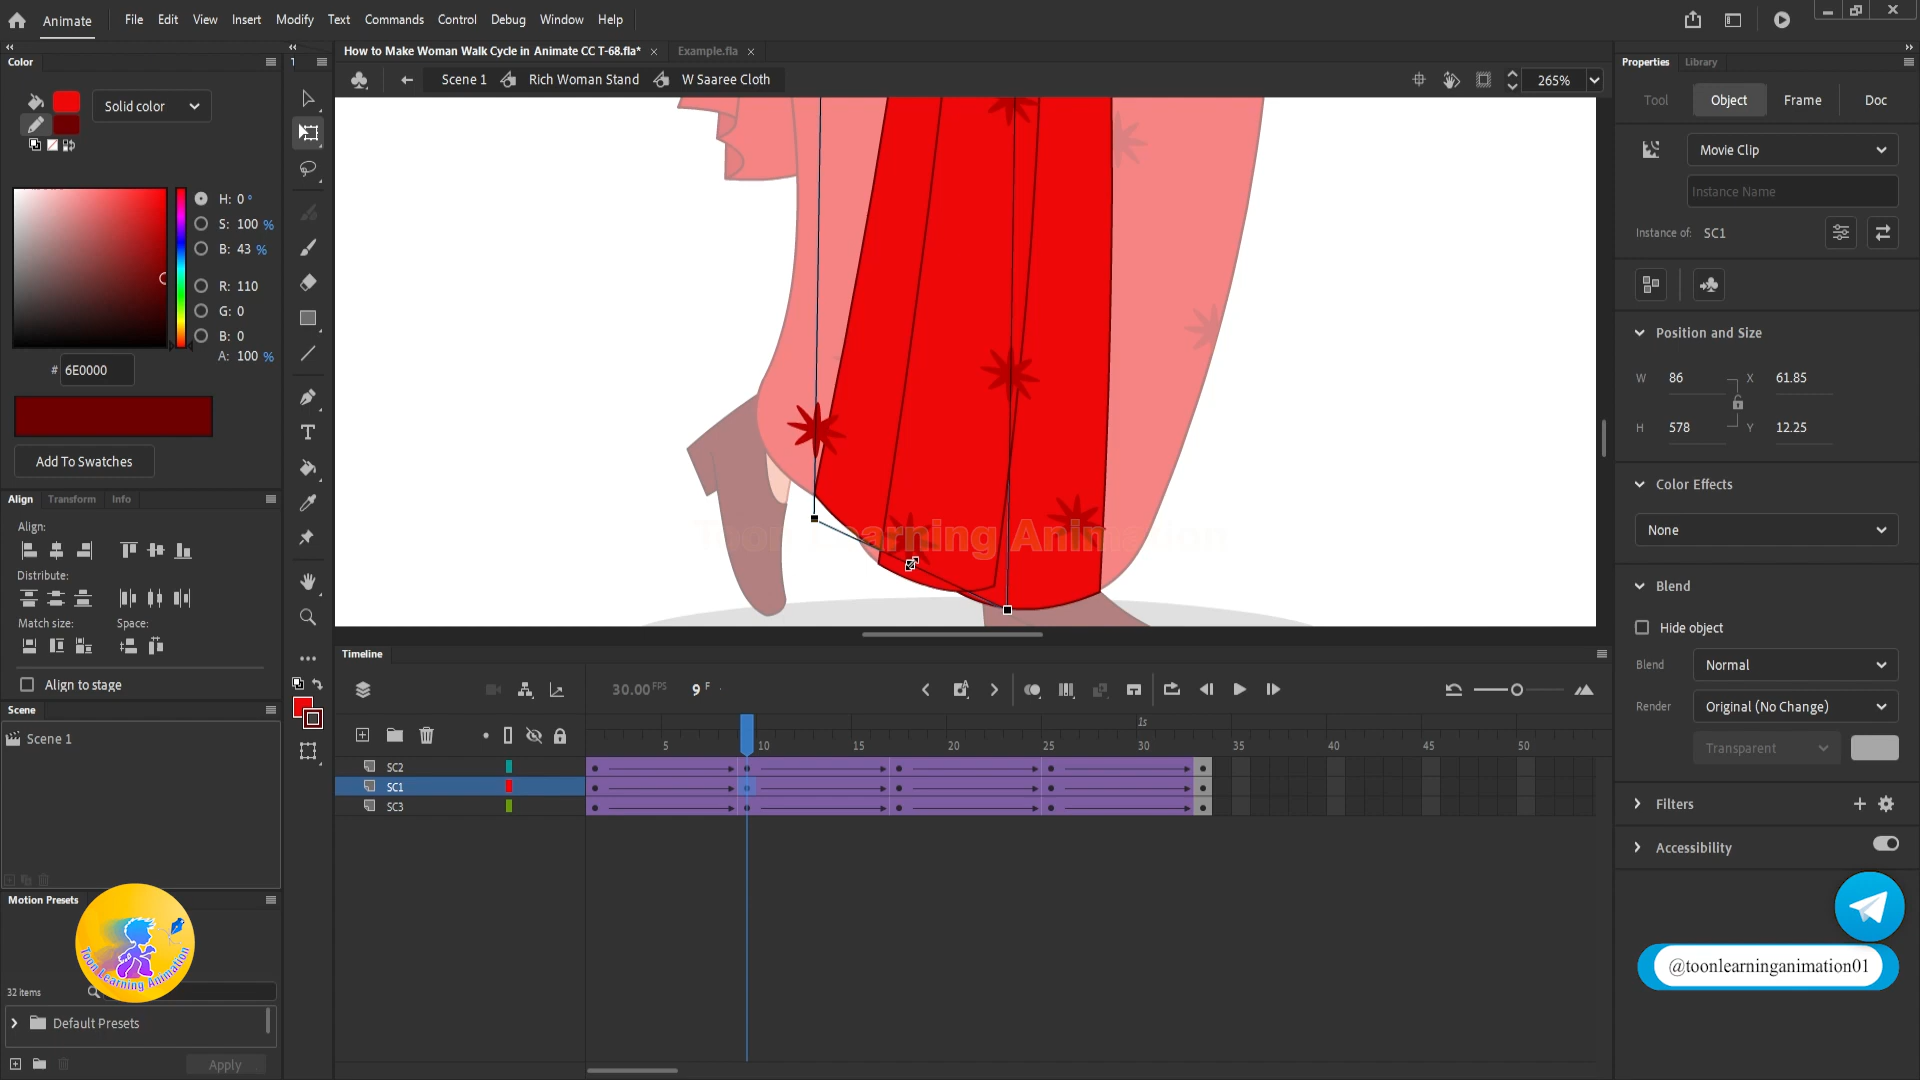 Animate File Edit View Insert Modify Text Commands Control Debug Window Help
How to Make Woman Walk Cycle in Animate CC T-68.fla* × Example.fla ×
Scene 1 Rich Woman Stand W Saaree Cloth 265%
Color
Solid color
H: 0 °
S: 100 %
B: 43 %
R: 110
G: 0
B: 0
A: 100 %
# 6E0000
Add To Swatches
Align Transform Info
Align:
Distribute:
Match size: Space:
Align to stage
Scene
Scene 1
Motion Presets
Toon Learning Animation
32 items
Default Presets
Apply
Toon Learning Animation
Timeline
30.00 FPS 9 F
1s
5 10 15 20 25 30 35 40 45 50
SC2
SC1
SC3
Properties Library
Tool Object Frame Doc
Movie Clip
Instance Name
Instance of: SC1
Position and Size
W 86 X 61.85
H 578 Y 12.25
Color Effects
None
Blend
Hide object
Blend Normal
Render Original (No Change)
Transparent
Filters
Accessibility
@toonlearninganimation01